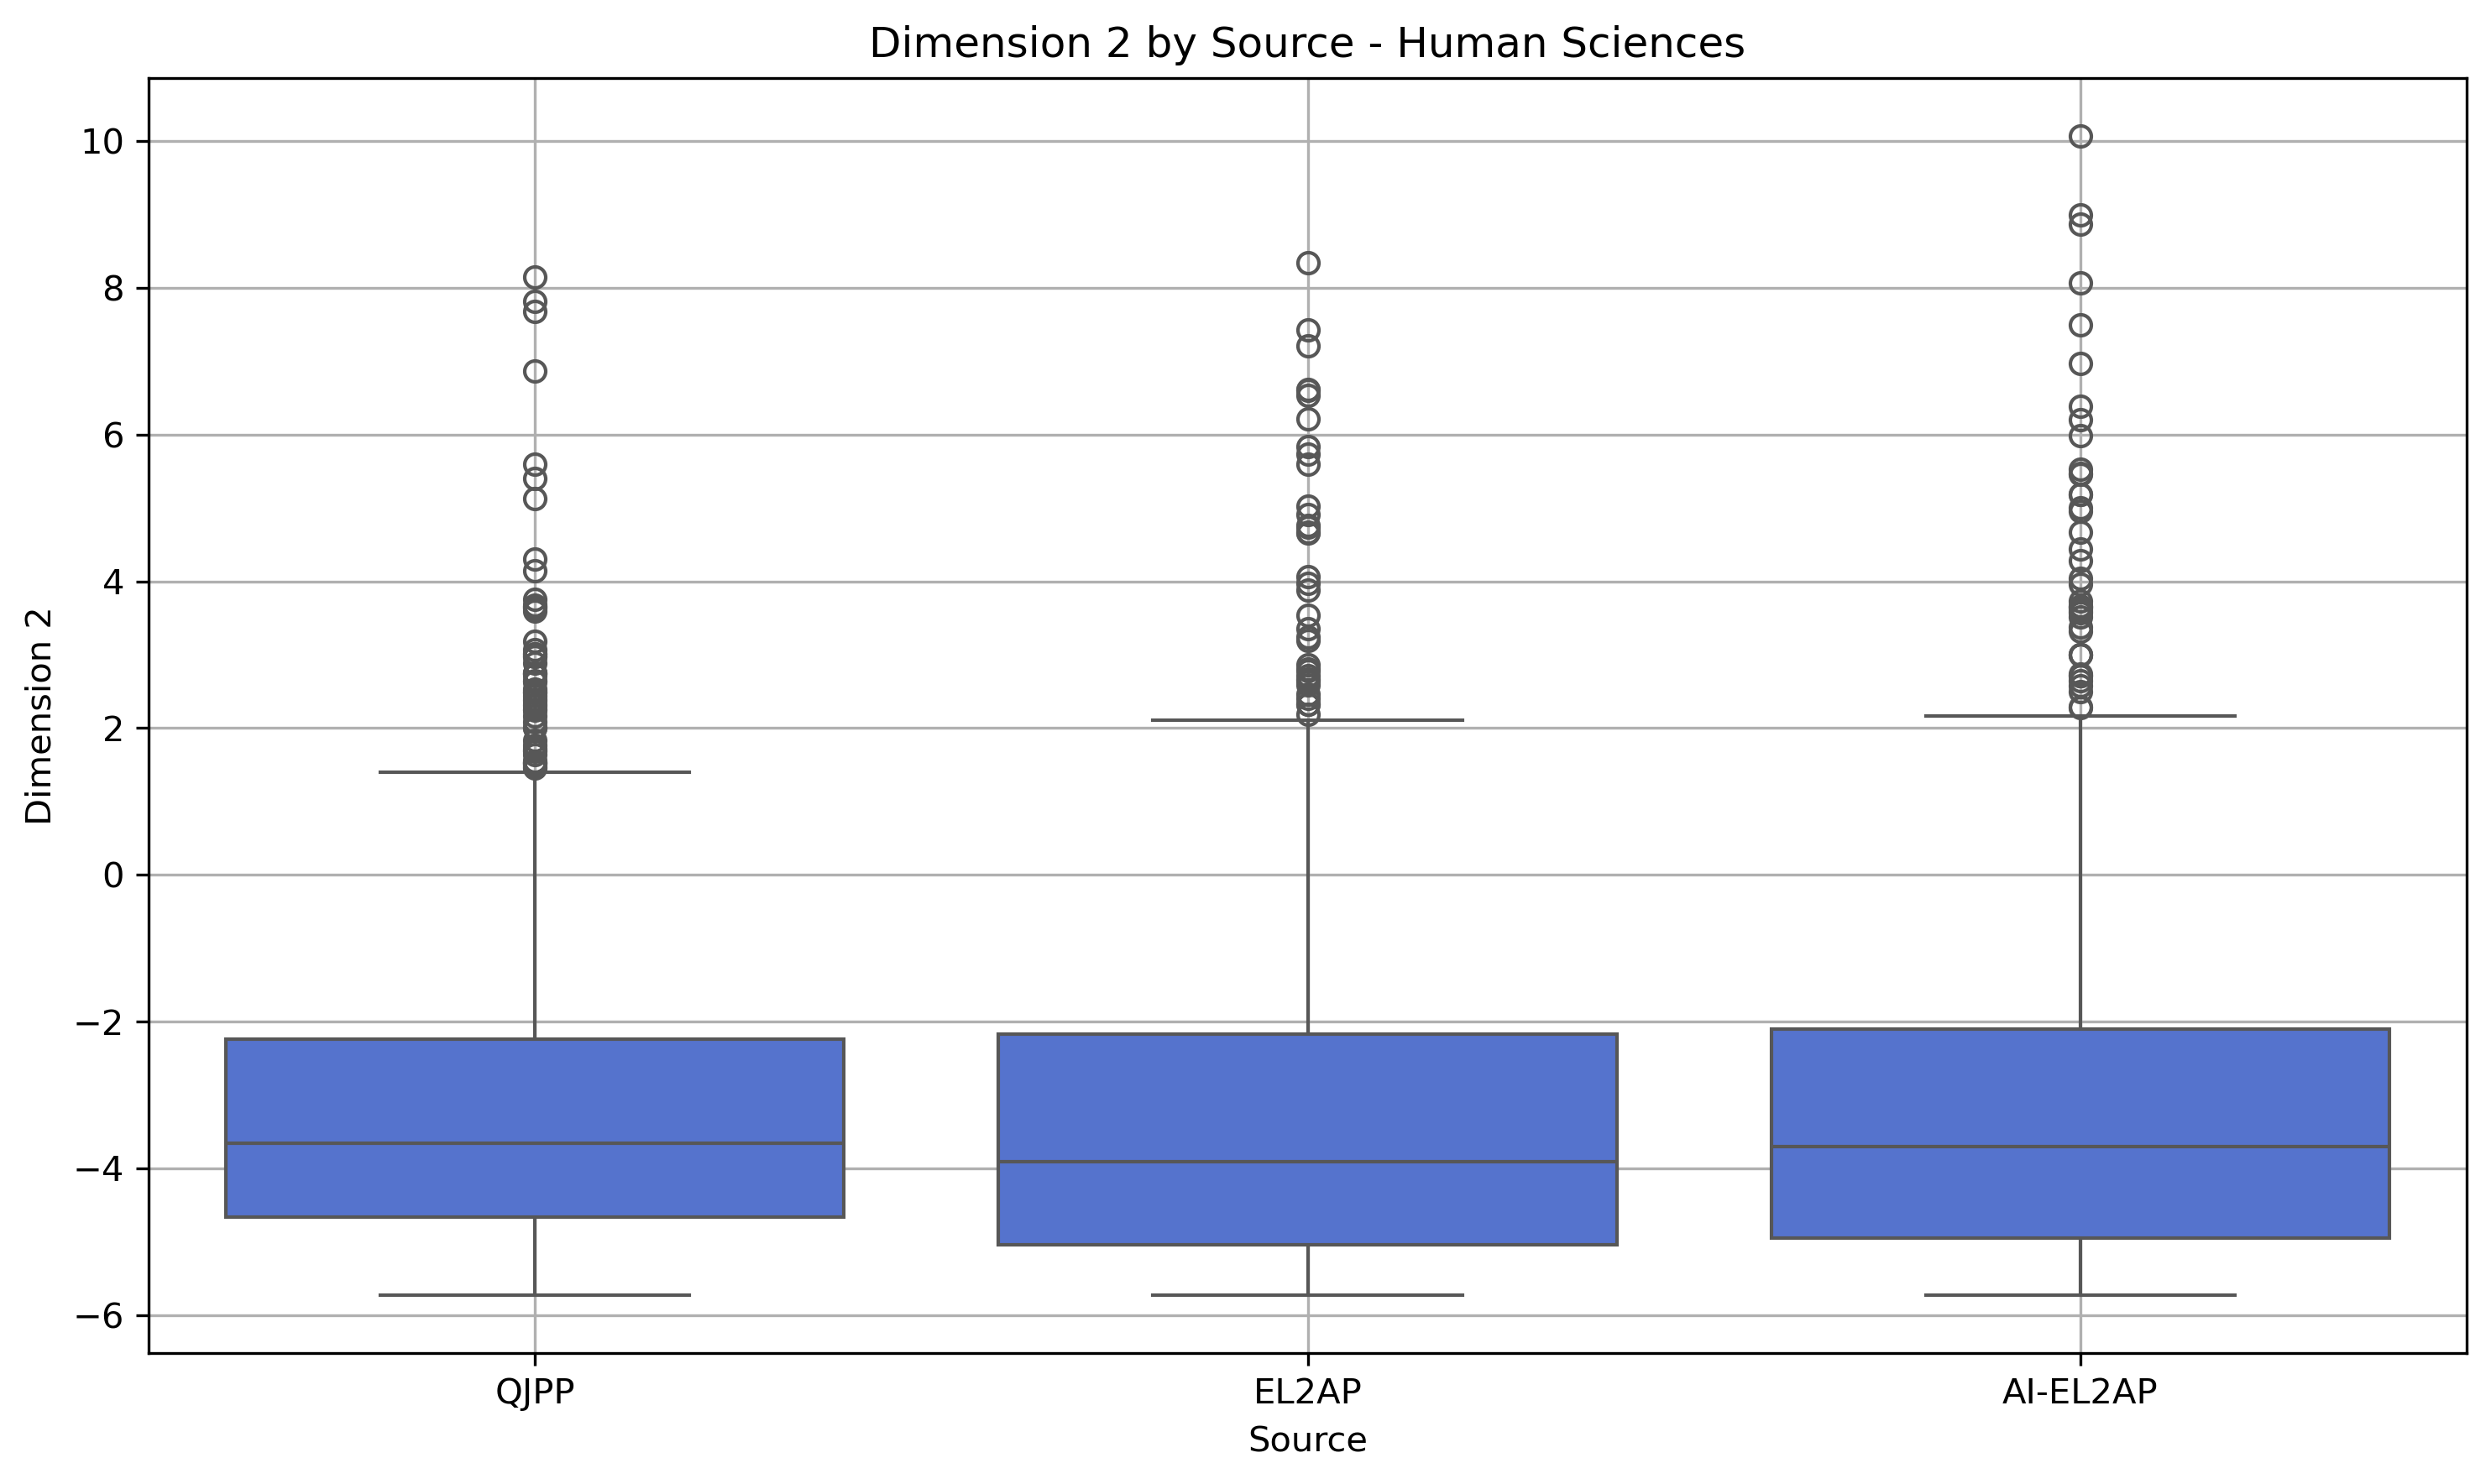 Dimension 2 by Source - Human Sciences
10
8
6
4
2
0
−2
−4
−6
Dimension 2
QJPP
EL2AP
AI-EL2AP
Source